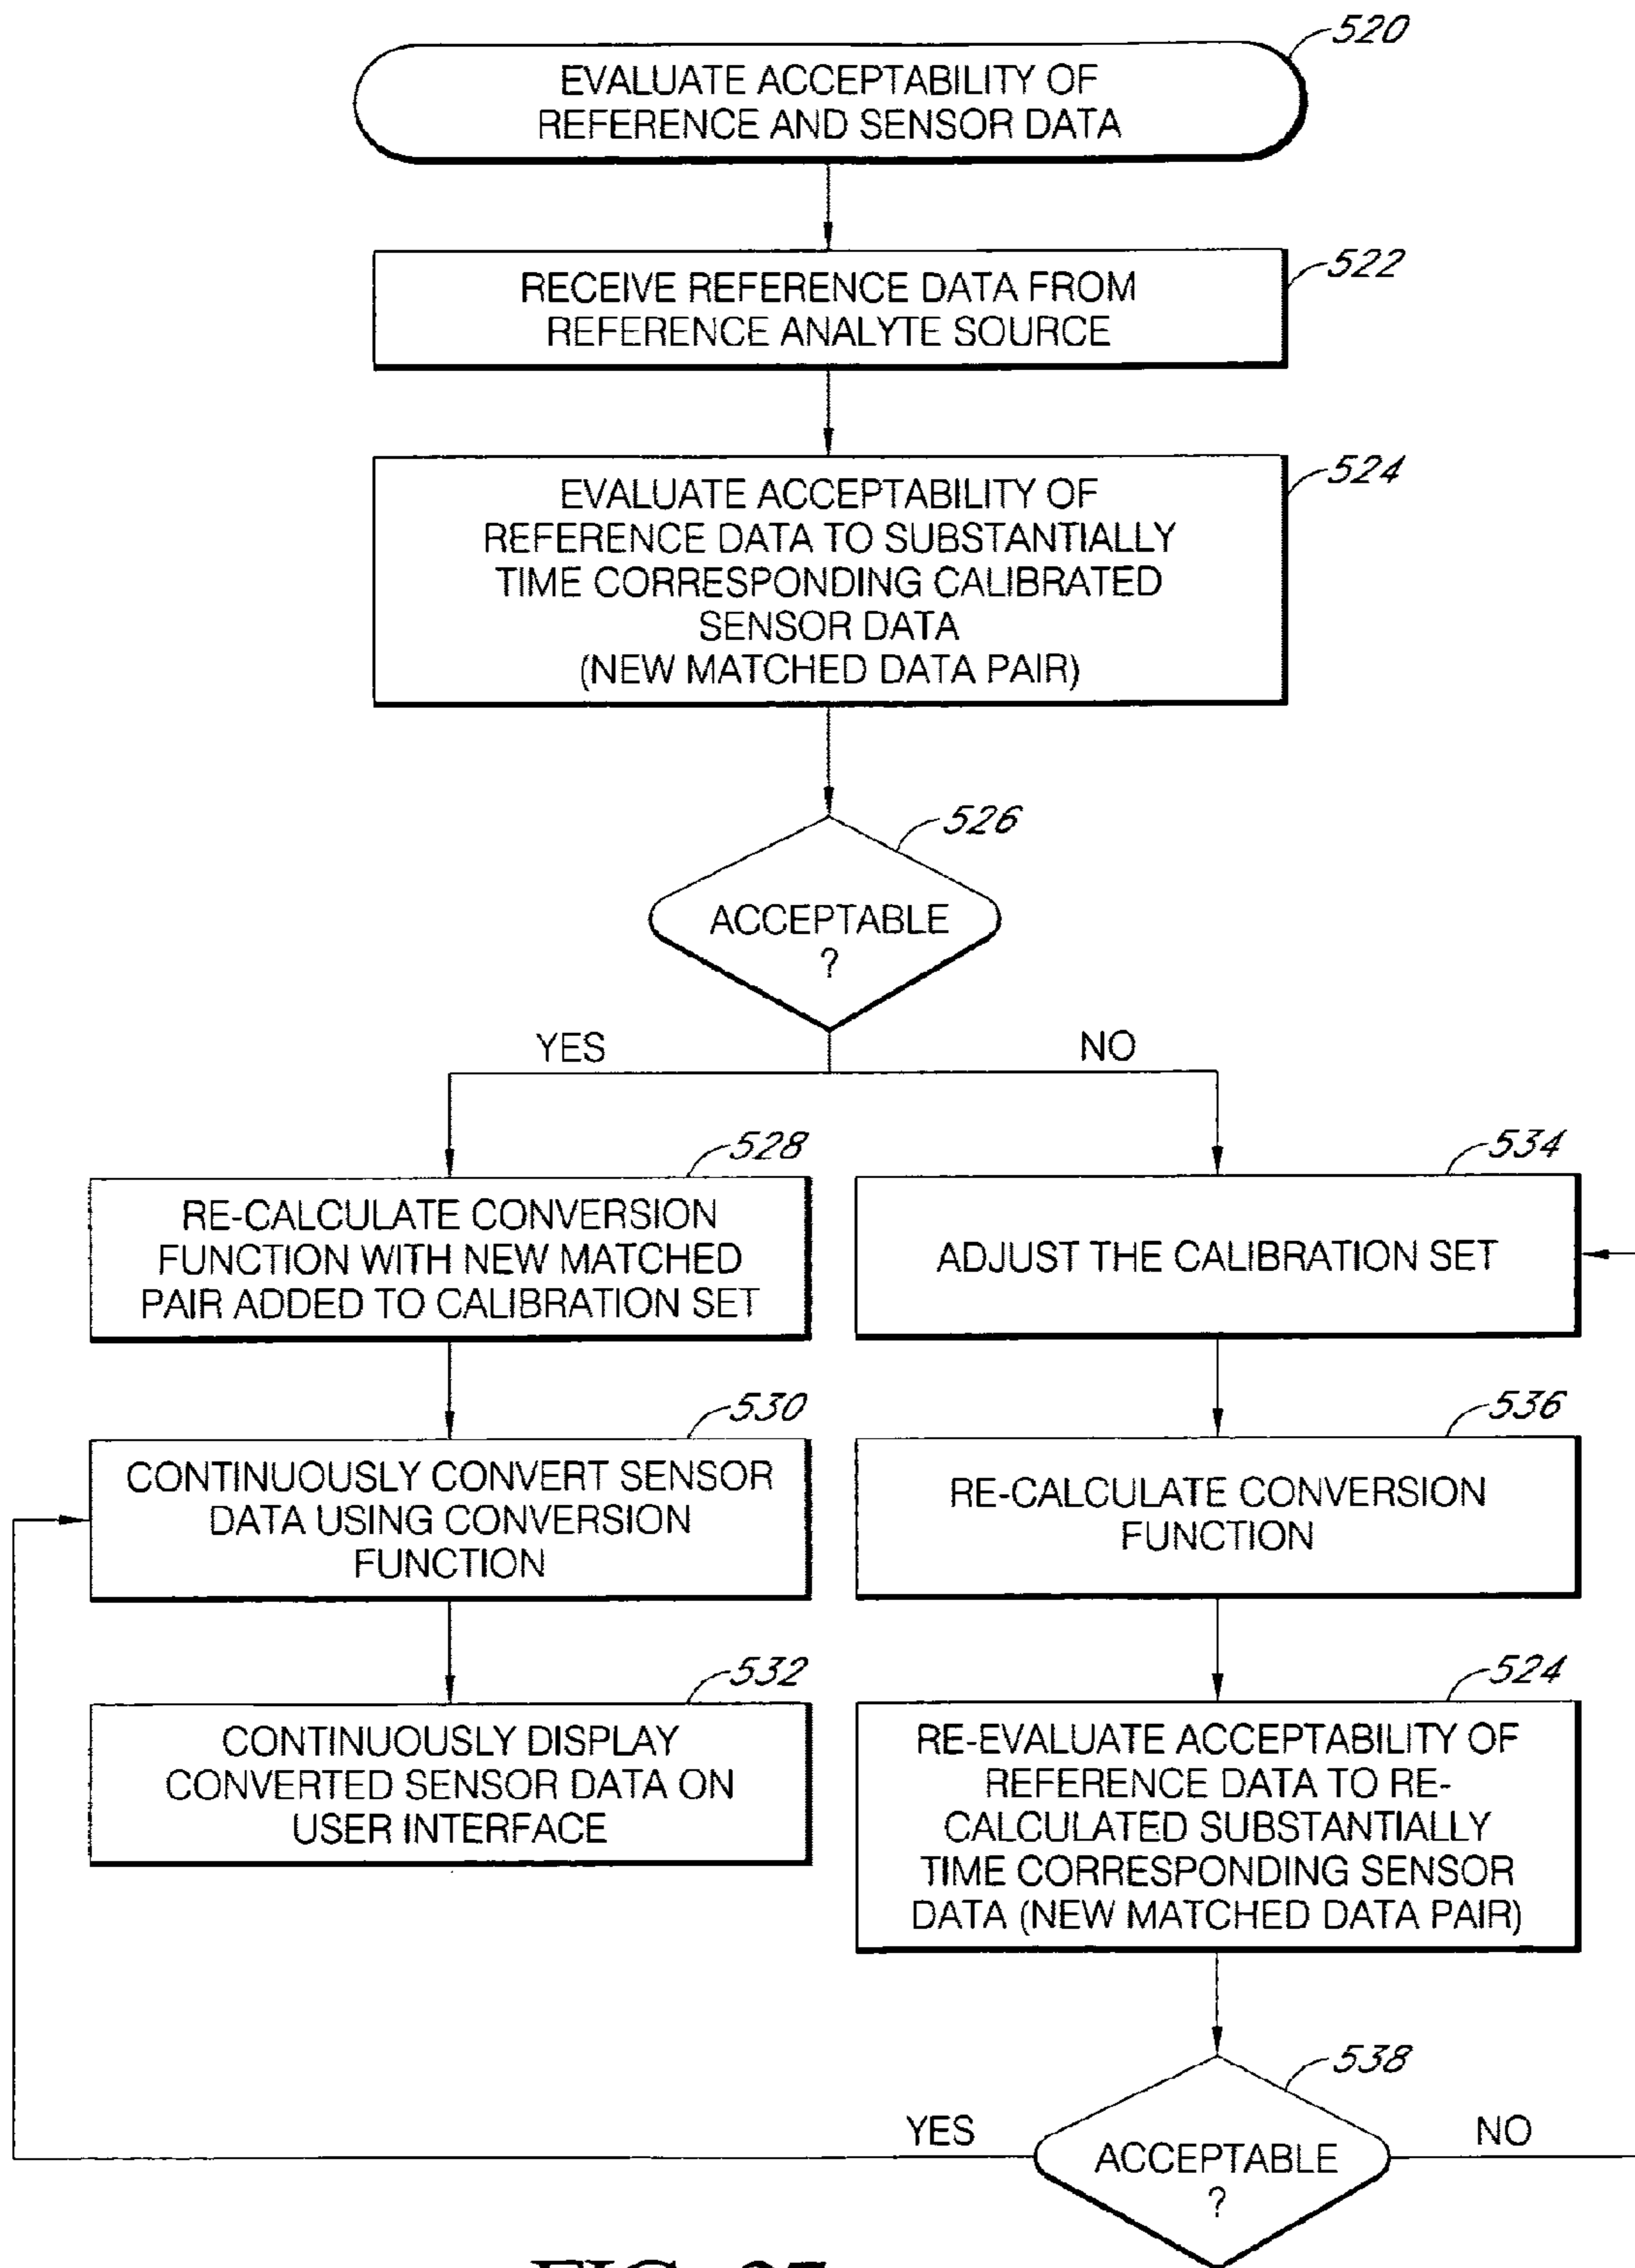 520
EVALUATE ACCEPTABILITY OF
REFERENCE AND SENSOR DATA
522
RECEIVE REFERENCE DATA FROM
REFERENCE ANALYTE SOURCE
524
EVALUATE ACCEPTABILITY OF
REFERENCE DATA TO SUBSTANTIALLY
TIME CORRESPONDING CALIBRATED
SENSOR DATA
(NEW MATCHED DATA PAIR)
526
ACCEPTABLE
?
YES
NO
528
RE-CALCULATE CONVERSION
FUNCTION WITH NEW MATCHED
PAIR ADDED TO CALIBRATION SET
534
ADJUST THE CALIBRATION SET
530
CONTINUOUSLY CONVERT SENSOR
DATA USING CONVERSION
FUNCTION
536
RE-CALCULATE CONVERSION
FUNCTION
532
CONTINUOUSLY DISPLAY
CONVERTED SENSOR DATA ON
USER INTERFACE
524
RE-EVALUATE ACCEPTABILITY OF
REFERENCE DATA TO RE-
CALCULATED SUBSTANTIALLY
TIME CORRESPONDING SENSOR
DATA (NEW MATCHED DATA PAIR)
538
YES
ACCEPTABLE
?
NO